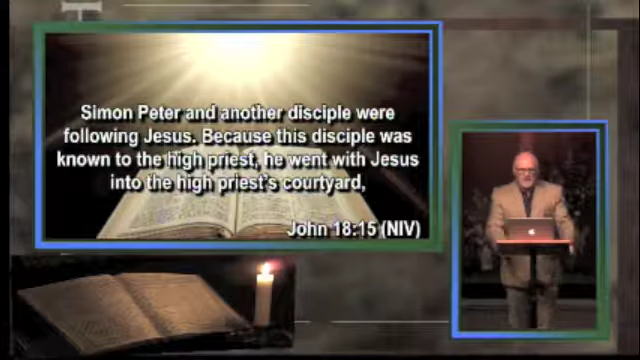 Simon Peter and another disciple were
following Jesus. Because this disciple was
known to the high priest, he went with Jesus
into the high priest's courtyard,
John 18:15 (NIV)